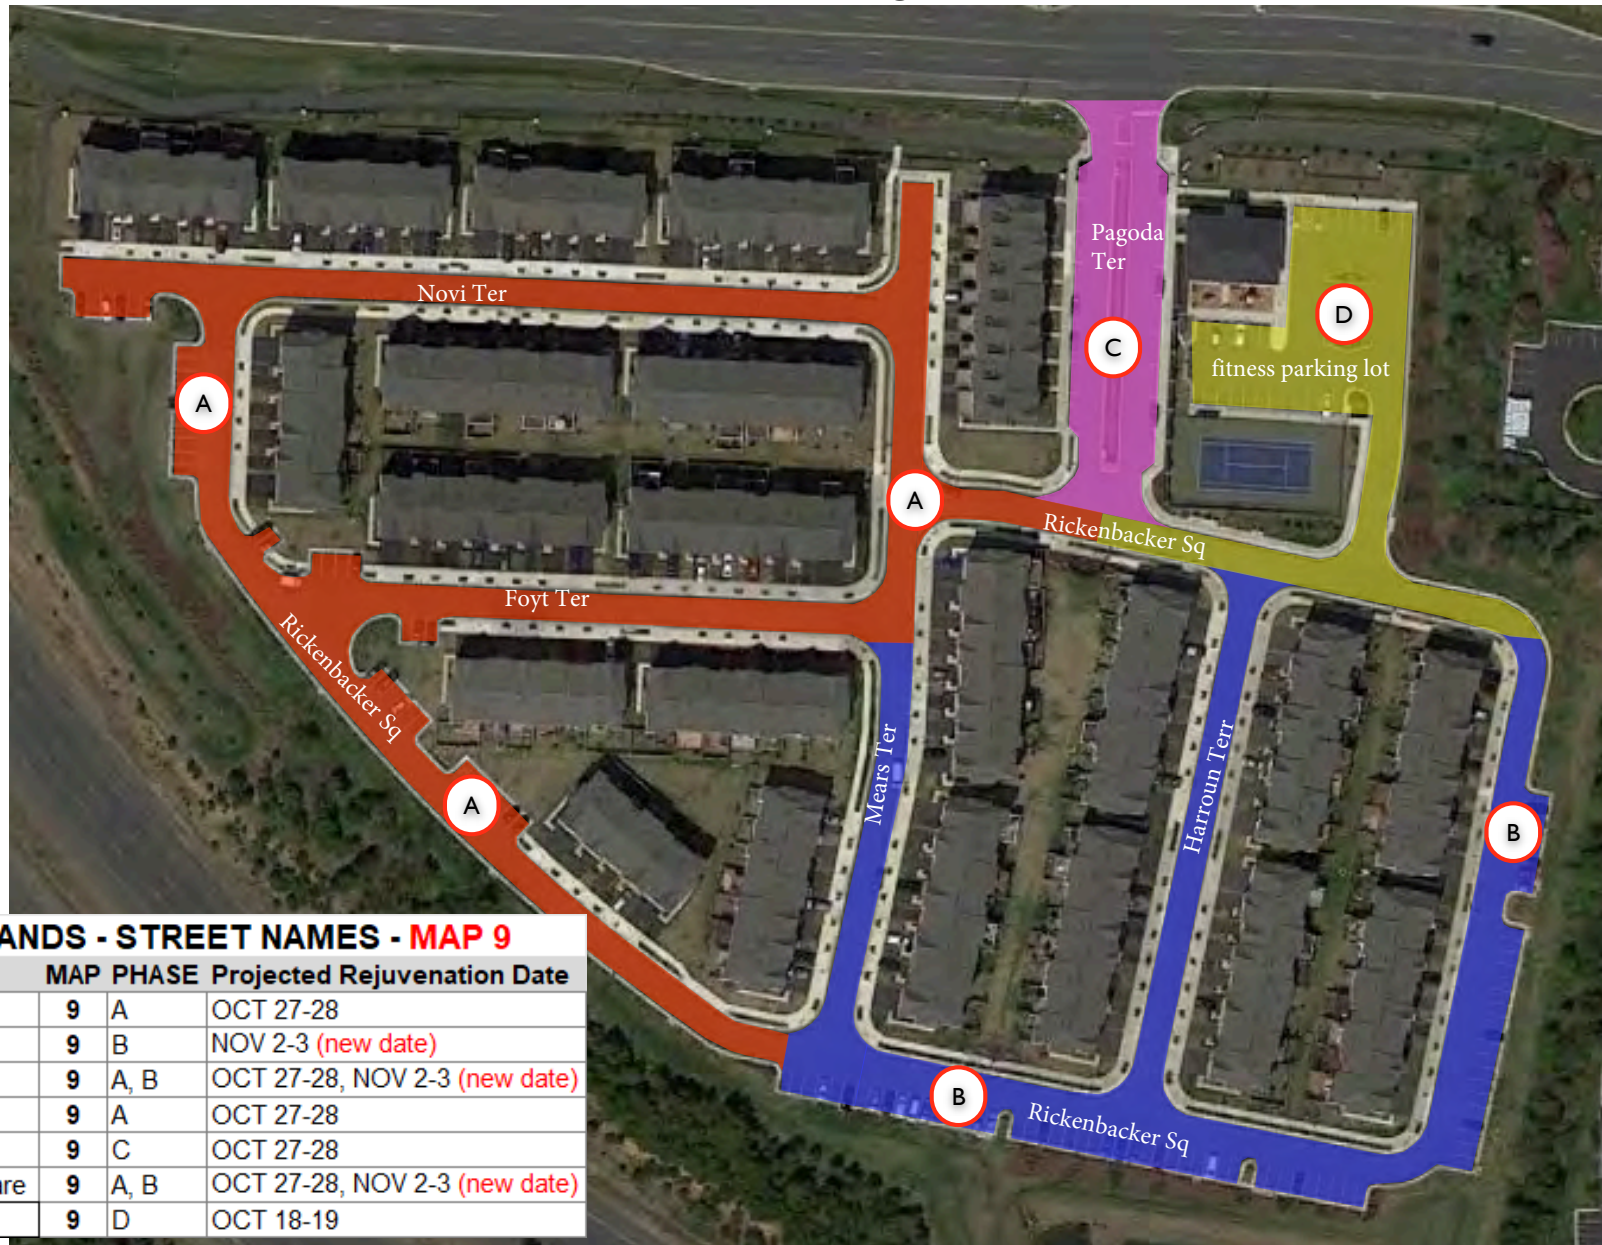 Pagoda
Ter
Novi Ter
D
C
fitness parking lot
A
A
Rickenbacker Sq
Foyt Ter
Rickenbacker Sq
Mears Ter
Harroun Terr
A
B
B
Rickenbacker Sq
ANDS - STREET NAMES - MAP 9
MAP PHASE Projected Rejuvenation Date
9 A OCT 27-28
9 B NOV 2-3 (new date)
9 A, B OCT 27-28, NOV 2-3 (new date)
9 A OCT 27-28
9 C OCT 27-28
are 9 A, B OCT 27-28, NOV 2-3 (new date)
9 D OCT 18-19